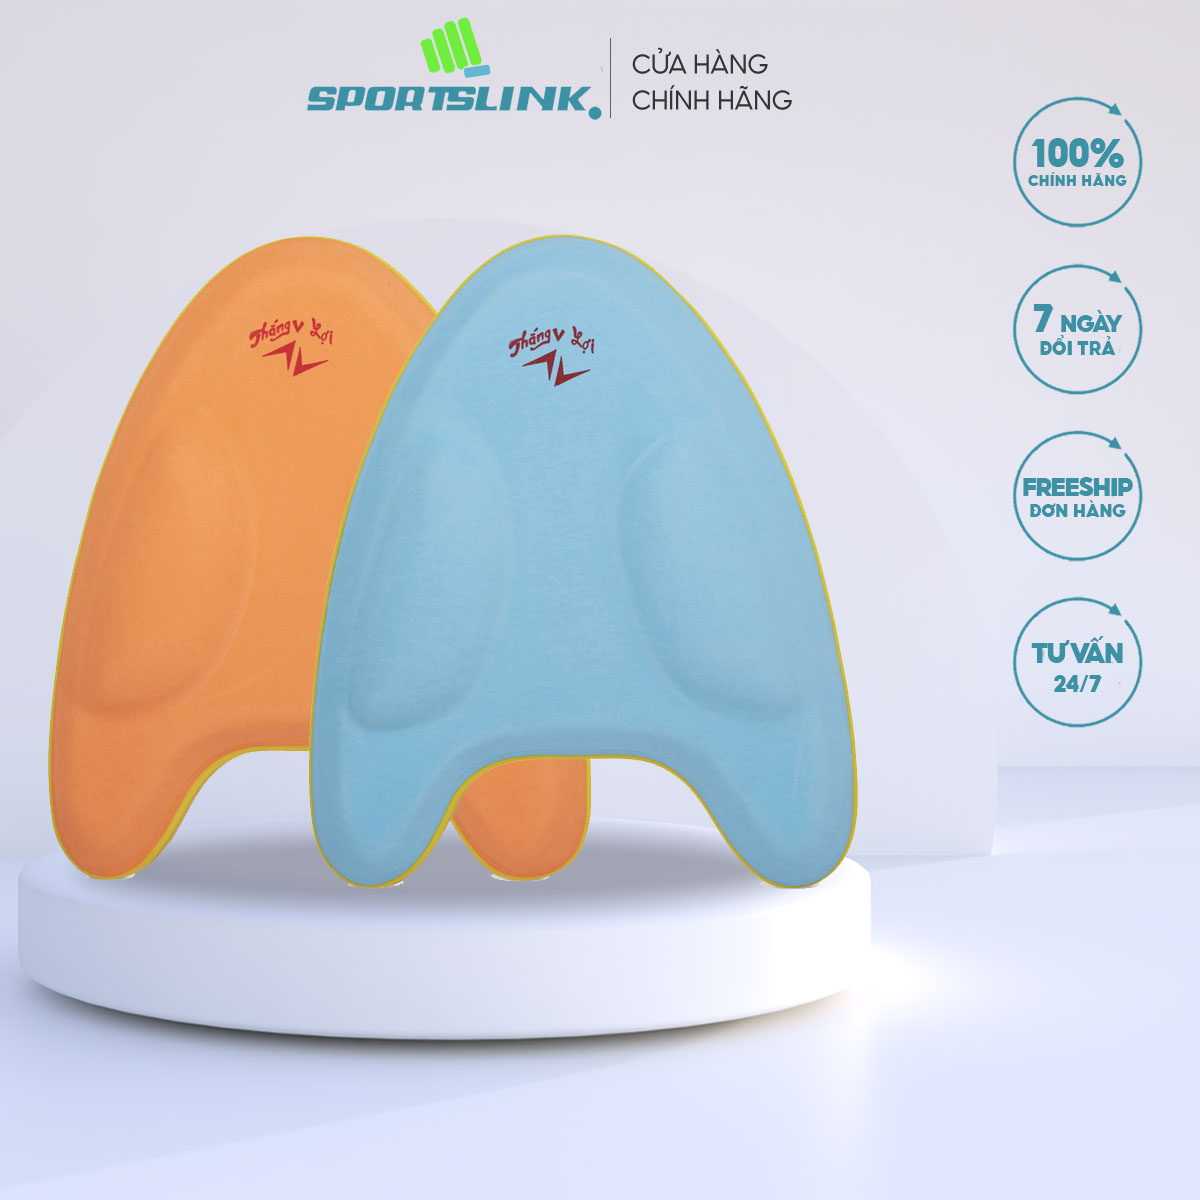 SPORTSLINK.
CỬA HÀNG
CHÍNH HÃNG
100%
CHÍNH HÃNG
7 NGÀY
ĐỔI TRẢ
FREESHIP
ĐƠN HÀNG
TƯ VẤN
24/7
Thắng Lợi
Thắng Lợi